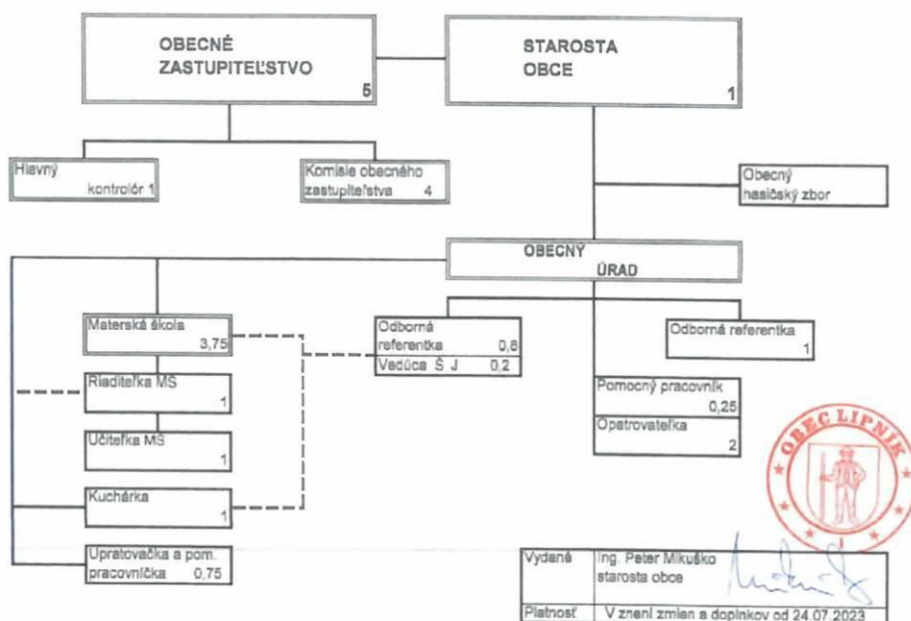 OBECNÉ
ZASTUPITEĽSTVO
5
STAROSTA
OBCE
1
Hlavný
kontrolór 1
Komisie obecného
zastupiteľstva 4
Obecný
hasičský zbor
OBECNÝ
ÚRAD
Materská škola
3,75
Riaditeľka MŠ
1
Učiteľka MŠ
1
Kuchárka
1
Upratovačka a pom.
pracovníčka 0,75
Odborná
referentka 0,8
Vedúca Š J 0,2
Odborná referentka
1
Pomocný pracovník
0,25
Opatrovateľka
2
OBEC LIPNÍK
Vydané Ing. Peter Mikuško
starosta obce
Platnosť V znení zmien a doplnkov od 24.07.2023